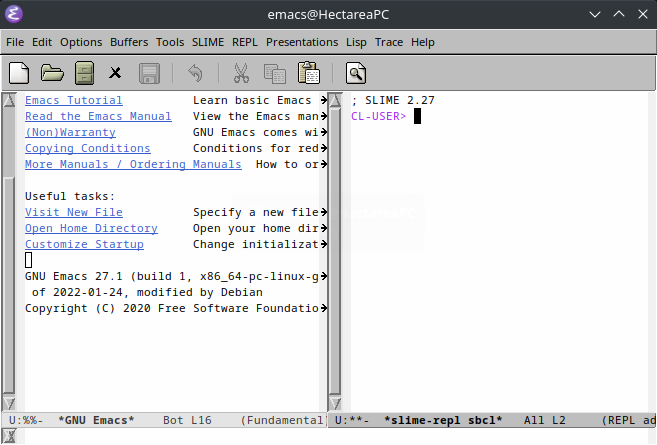 emacs@HectareaPC
File Edit Options Buffers Tools SLIME REPL Presentations Lisp Trace Help
Emacs Tutorial Learn basic Emacs
Read the Emacs Manual View the Emacs man
(Non)Warranty GNU Emacs comes wi
Copying Conditions Conditions for red
More Manuals / Ordering Manuals How to or
Useful tasks:
Visit New File Specify a new file
Open Home Directory Open your home dir
Customize Startup Change initializat
GNU Emacs 27.1 (build 1, x86_64-pc-linux-g
of 2022-01-24, modified by Debian
Copyright (C) 2020 Free Software Foundatio
U:%%- *GNU Emacs* Bot L16 (Fundamental)
; SLIME 2.27
CL-USER>
U:**- *slime-repl sbcl* All L2 (REPL ad